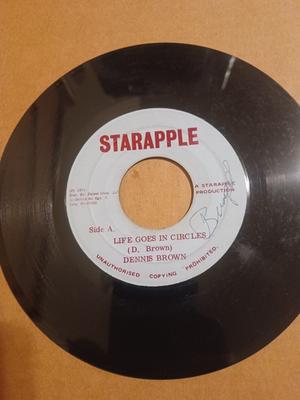 STARAPPLE
A STARAPPLE
PRODUCTION
Side A.
LIFE GOES IN CIRCLES
(D. Brown)
DENNIS BROWN
UNAUTHORISED COPYING PROHIBITED.